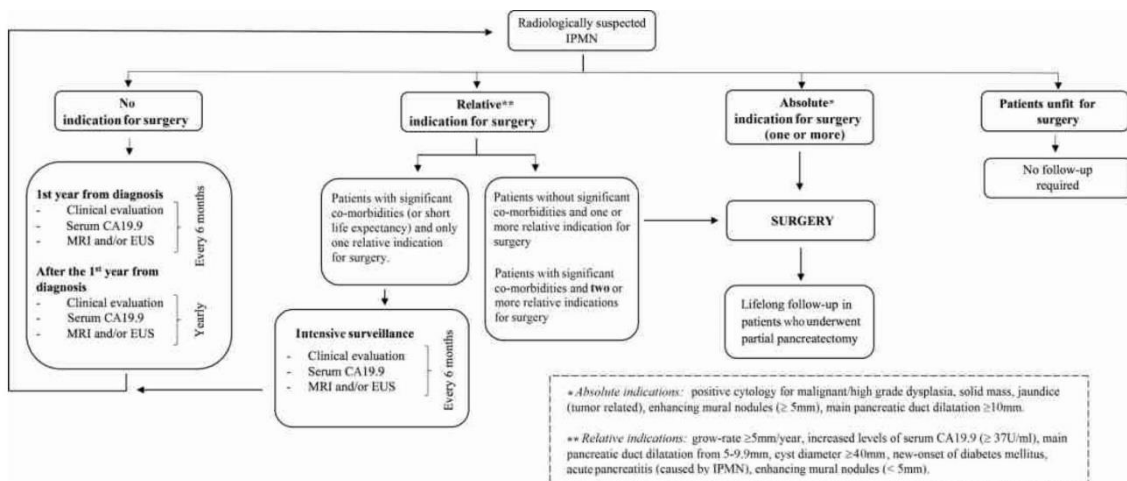 Radiologically suspected
IPMN
No
indication for surgery
Relative**
indication for surgery
Absolute*
indication for surgery
(one or more)
Patients unfit for
surgery
1st year from diagnosis
- Clinical evaluation
- Serum CA19.9
- MRI and/or EUS
Every 6 months
After the 1st year from
diagnosis
- Clinical evaluation
- Serum CA19.9
- MRI and/or EUS
Yearly
Patients with significant
co-morbidities (or short
life expectancy) and only
one relative indication
for surgery.
Patients without significant
co-morbidities and one or
more relative indication for
surgery
Patients with significant
co-morbidities and two or
more relative indications
for surgery
SURGERY
No follow-up
required
Intensive surveillance
- Clinical evaluation
- Serum CA19.9
- MRI and/or EUS
Every 6 months
Lifelong follow-up in
patients who underwent
partial pancreatectomy
* Absolute indications: positive cytology for malignant/high grade dysplasia, solid mass, jaundice
(tumor related), enhancing mural nodules (≥ 5mm), main pancreatic duct dilatation ≥10mm.
** Relative indications: grow-rate ≥5mm/year, increased levels of serum CA19.9 (≥ 37U/ml), main
pancreatic duct dilatation from 5-9.9mm, cyst diameter ≥40mm, new-onset of diabetes mellitus,
acute pancreatitis (caused by IPMN), enhancing mural nodules (< 5mm).